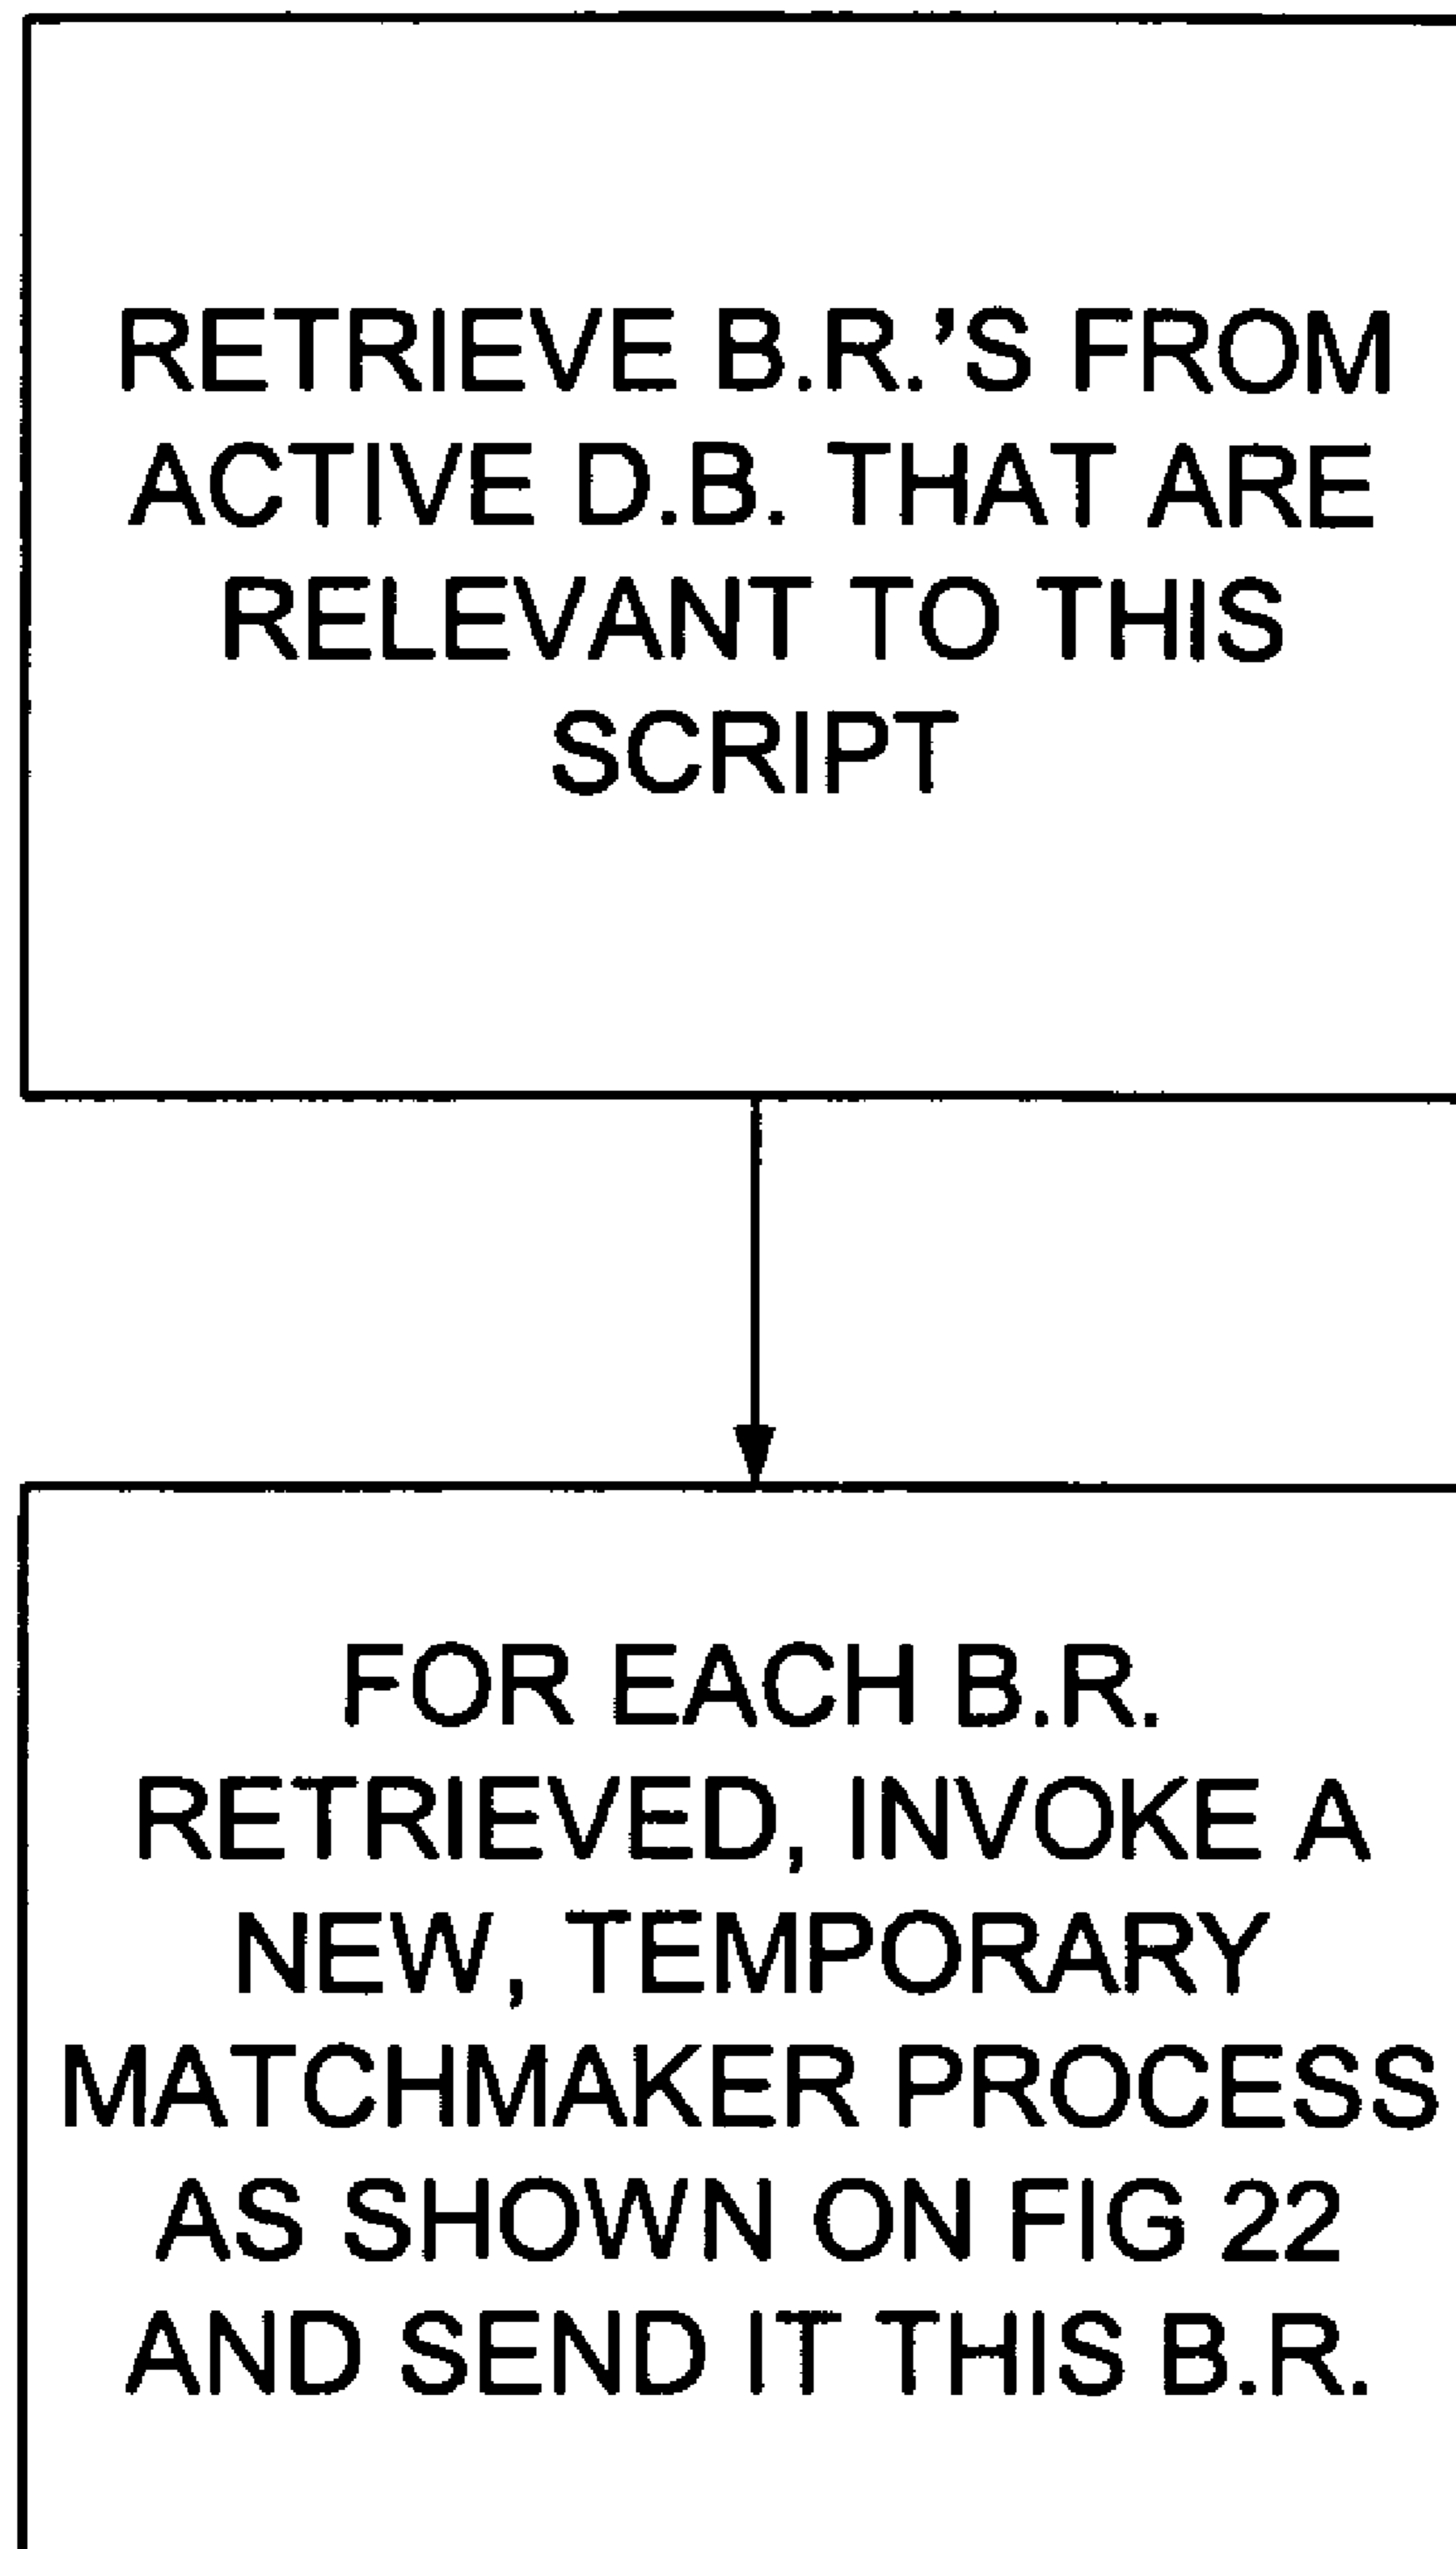 RETRIEVE B.R.'S FROM
ACTIVE D.B. THAT ARE
RELEVANT TO THIS
SCRIPT
FOR EACH B.R.
RETRIEVED, INVOKE A
NEW, TEMPORARY
MATCHMAKER PROCESS
AS SHOWN ON FIG 22
AND SEND IT THIS B.R.